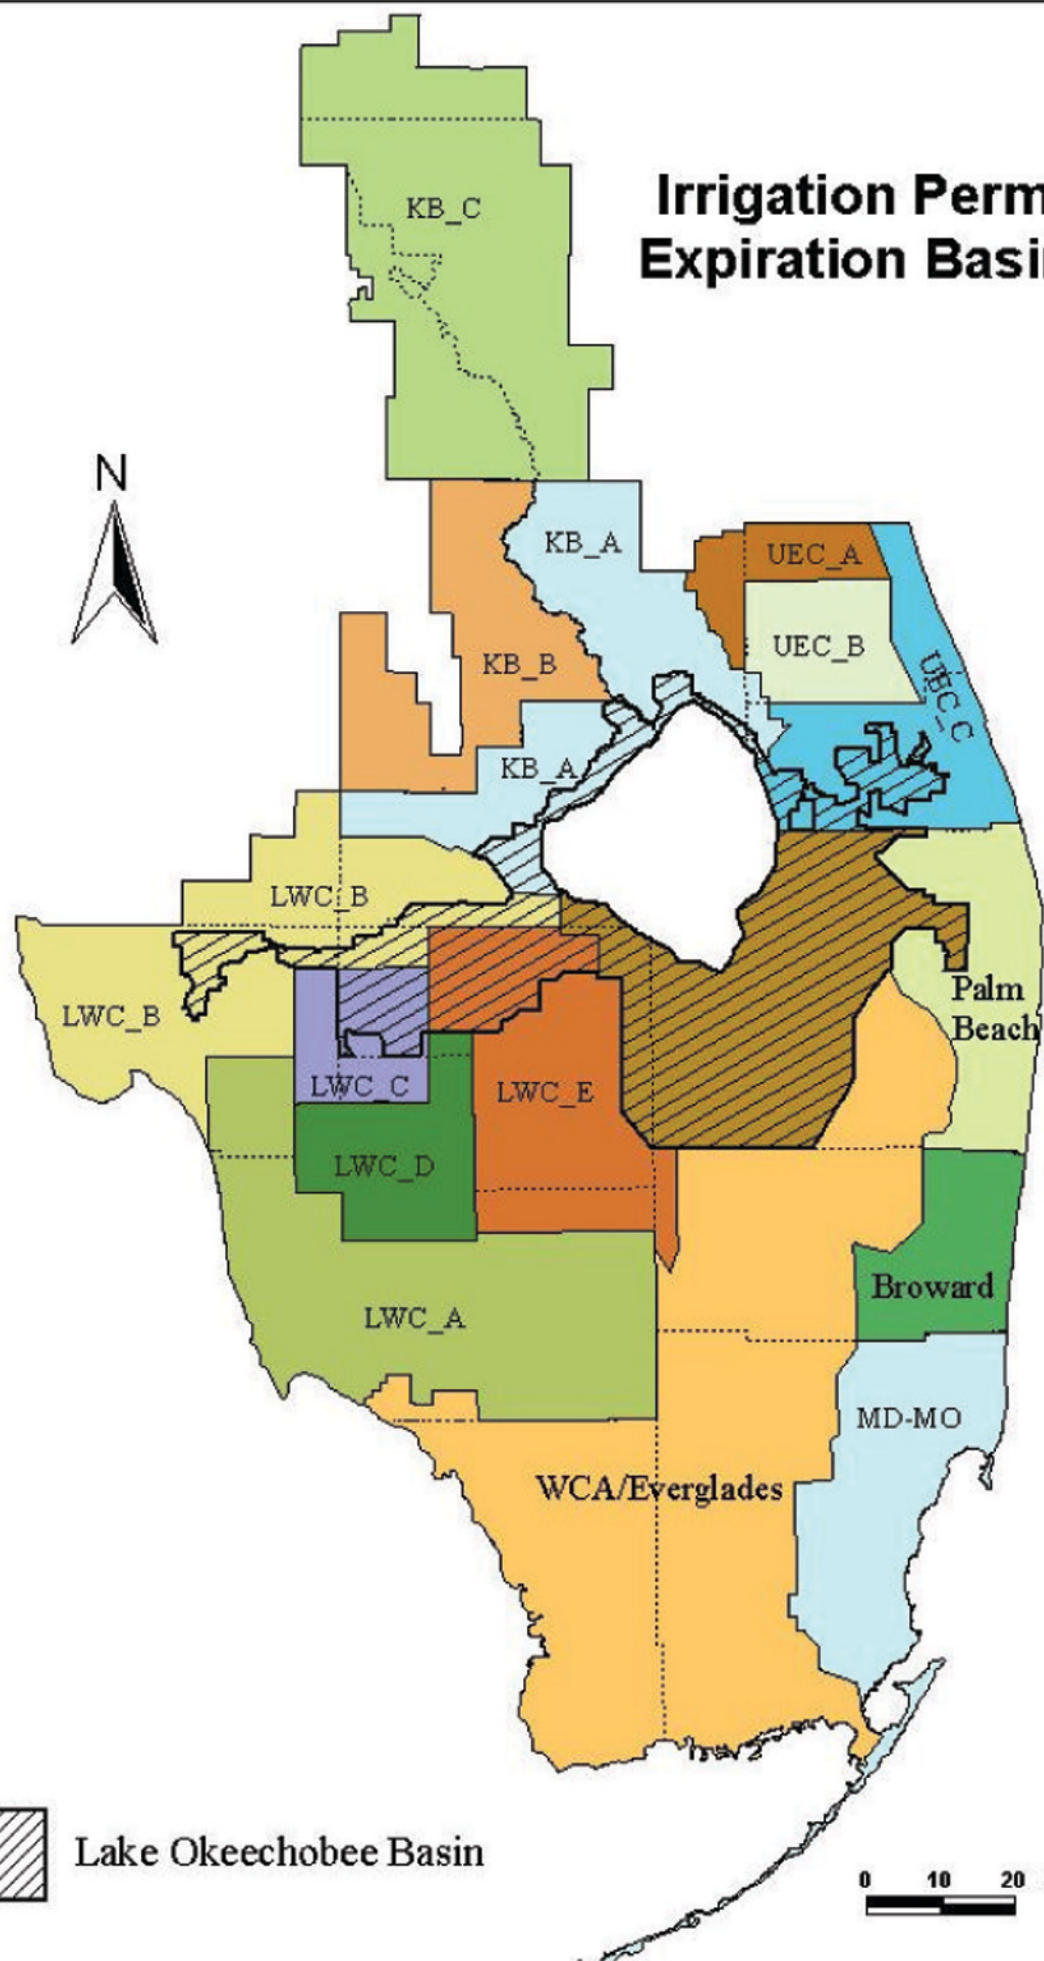 Irrigation Perm
Expiration Basi
KB_C
N
KB_A
UEC_A
UEC_B
UEC_C
KB_B
KB_A
LWC_B
LWC_B
Palm
Beach
LWC_C
LWC_E
LWC_D
Broward
LWC_A
MD-MO
WCA/Everglades
Lake Okeechobee Basin
0 10 20